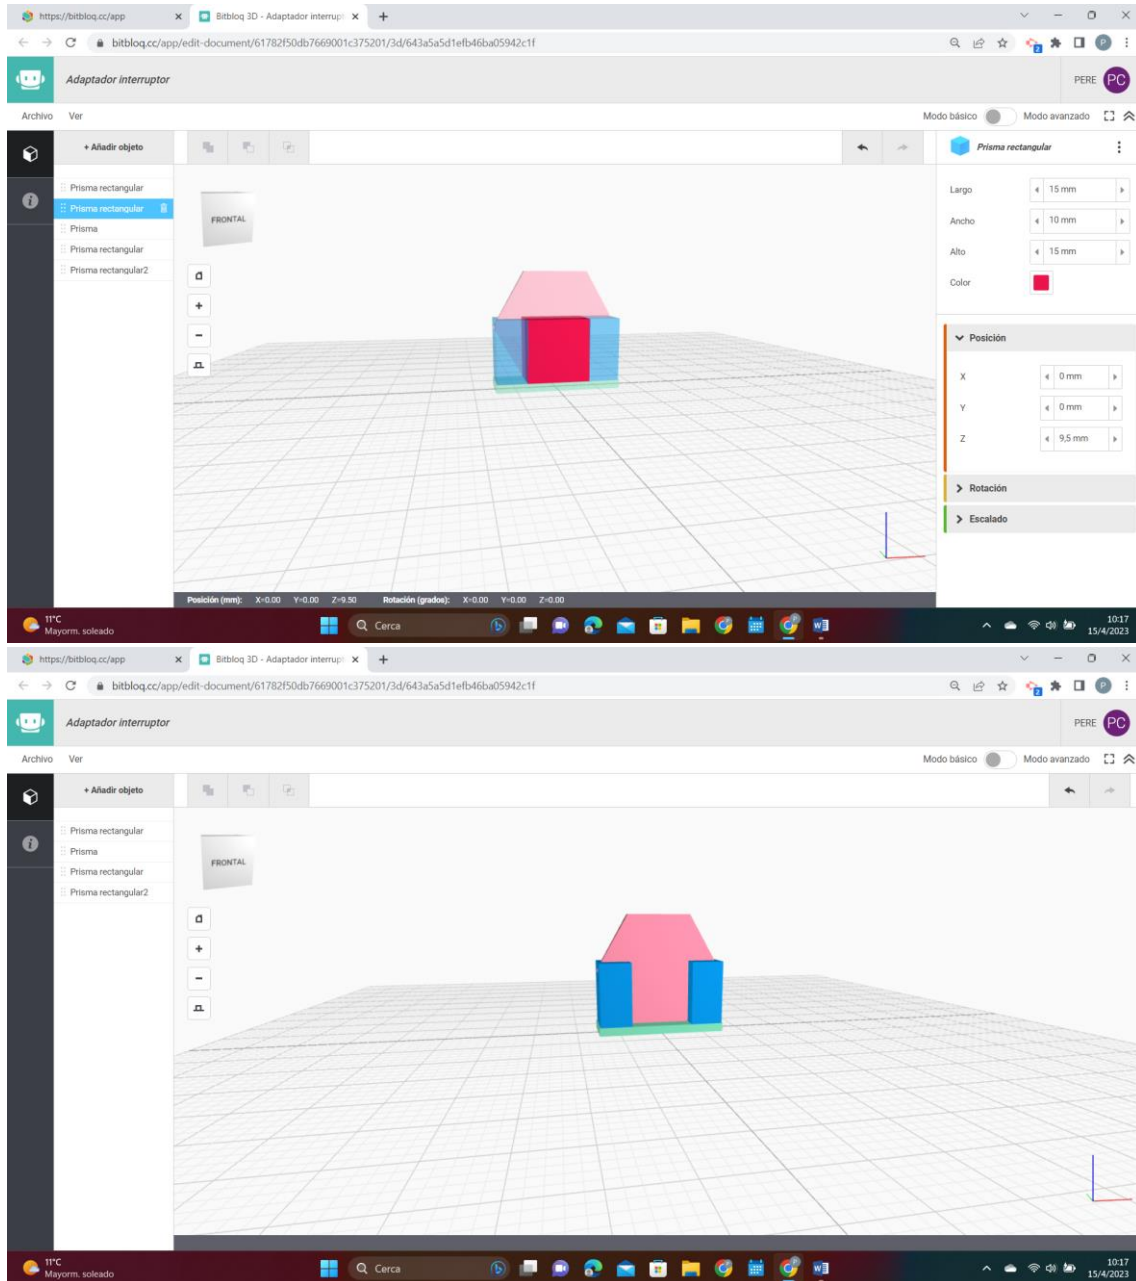 https://bitbloq.cc/app
Bitbloq 3D - Adaptador interrupt
bitbloq.cc/app/edit-document/61782f50db7669001c375201/3d/643a5a5d1efb46ba05942c1f
2
P
Adaptador interruptor
PERE PC
Archivo Ver
Modo básico Modo avanzado
+ Añadir objeto
Prisma rectangular
Prisma rectangular
Prisma rectangular
Prisma
Prisma rectangular
Prisma rectangular2
FRONTAL
Largo 15 mm
Ancho 10 mm
Alto 15 mm
Color
Posición
X 0 mm
Y 0 mm
Z 9,5 mm
Rotación
Escalado
Posición (mm): X=0.00 Y=0.00 Z=9.50 Rotación (grados): X=0.00 Y=0.00 Z=0.00
11°C
Mayorm. soleado
Cerca
10:17
15/4/2023
https://bitbloq.cc/app
Bitbloq 3D - Adaptador interrupt
bitbloq.cc/app/edit-document/61782f50db7669001c375201/3d/643a5a5d1efb46ba05942c1f
2
P
Adaptador interruptor
PERE PC
Archivo Ver
Modo básico Modo avanzado
+ Añadir objeto
Prisma rectangular
Prisma
Prisma rectangular
Prisma rectangular2
FRONTAL
11°C
Mayorm. soleado
Cerca
10:17
15/4/2023